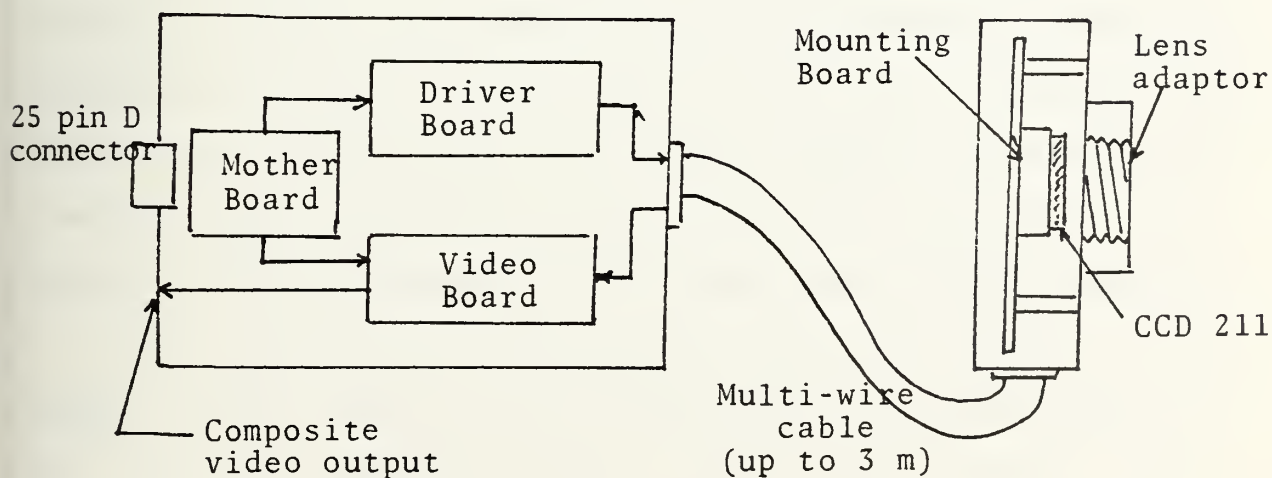 25 pin D
connector
Mother
Board
Driver
Board
Video
Board
Composite
video output
Multi-wire
cable
(up to 3 m)
Mounting
Board
Lens
adaptor
CCD 211